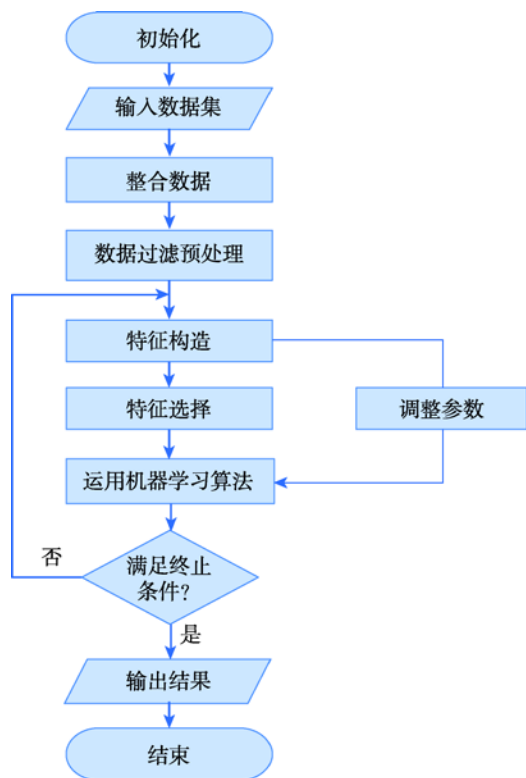 初始化
输入数据集
整合数据
数据过滤预处理
特征构造
特征选择
调整参数
运用机器学习算法
否
满足终止
条件?
是
输出结果
结束